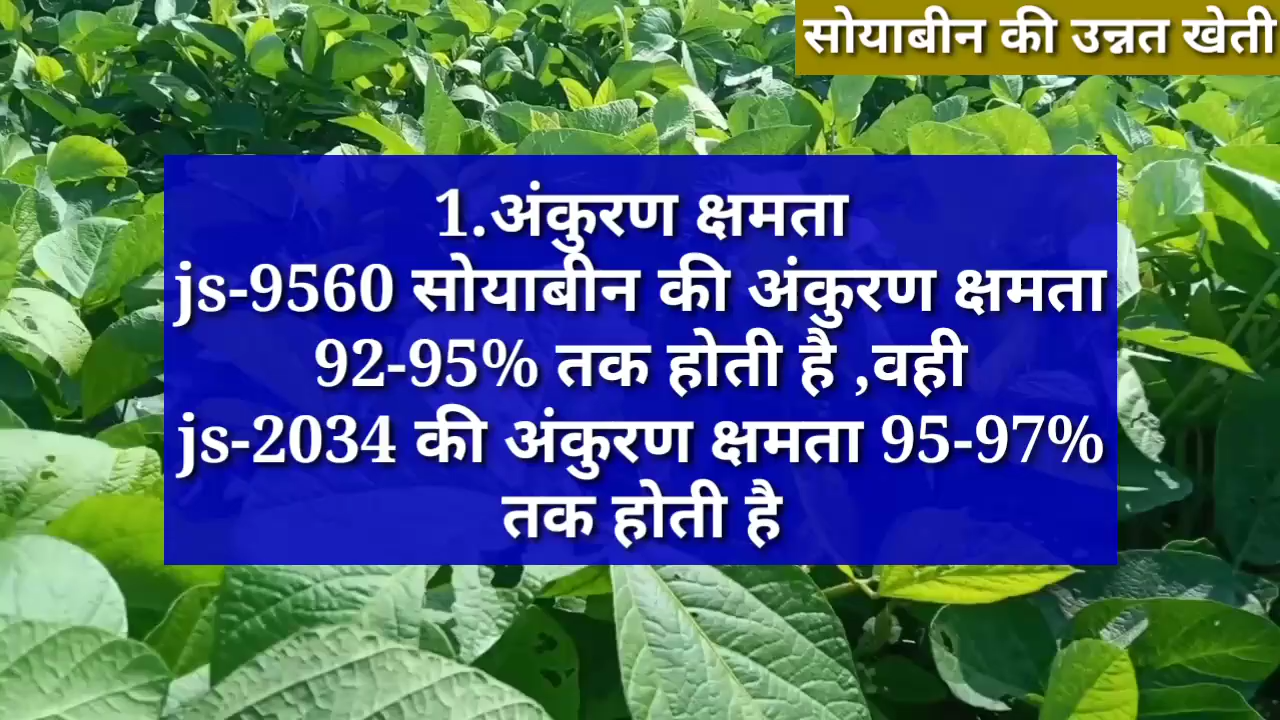 सोयाबीन की उन्नत खेती
1.अंकुरण क्षमता
js-9560 सोयाबीन की अंकुरण क्षमता
92-95% तक होती है ,वही
js-2034 की अंकुरण क्षमता 95-97%
तक होती है